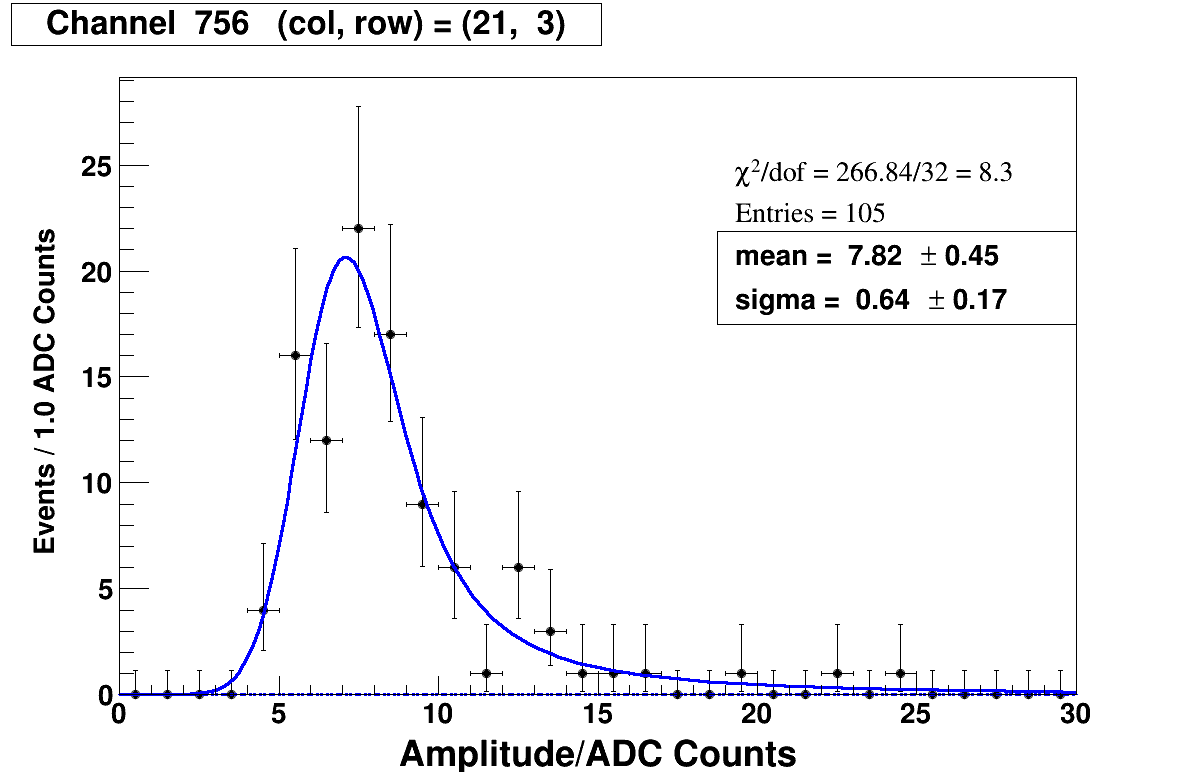 Channel 756 (col, row) = (21, 3)
χ²/dof = 266.84/32 = 8.3
Entries = 105
mean = 7.82 ± 0.45
sigma = 0.64 ± 0.17
Events / 1.0 ADC Counts
25
20
15
10
5
0
0 5 10 15 20 25 30
Amplitude/ADC Counts